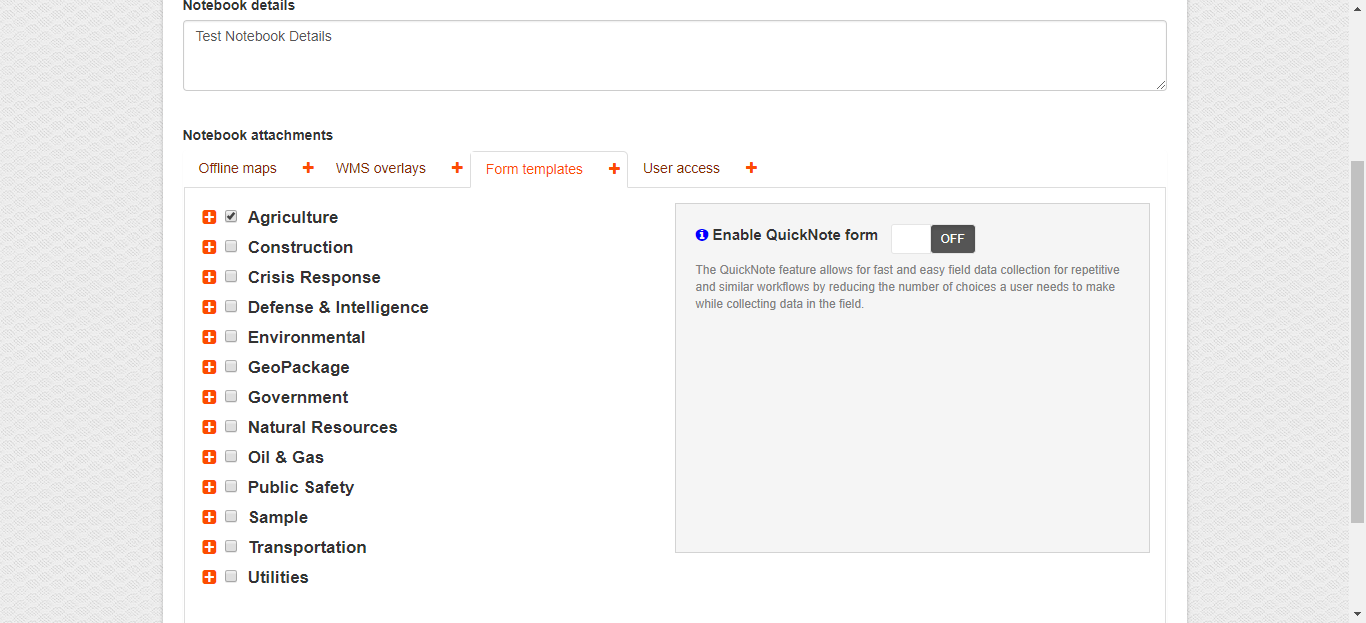 Notebook details
Test Notebook Details
Notebook attachments
Offline maps WMS overlays Form templates User access
Agriculture
Construction
Crisis Response
Defense & Intelligence
Environmental
GeoPackage
Government
Natural Resources
Oil & Gas
Public Safety
Sample
Transportation
Utilities
Enable QuickNote form OFF
The QuickNote feature allows for fast and easy field data collection for repetitive
and similar workflows by reducing the number of choices a user needs to make
while collecting data in the field.